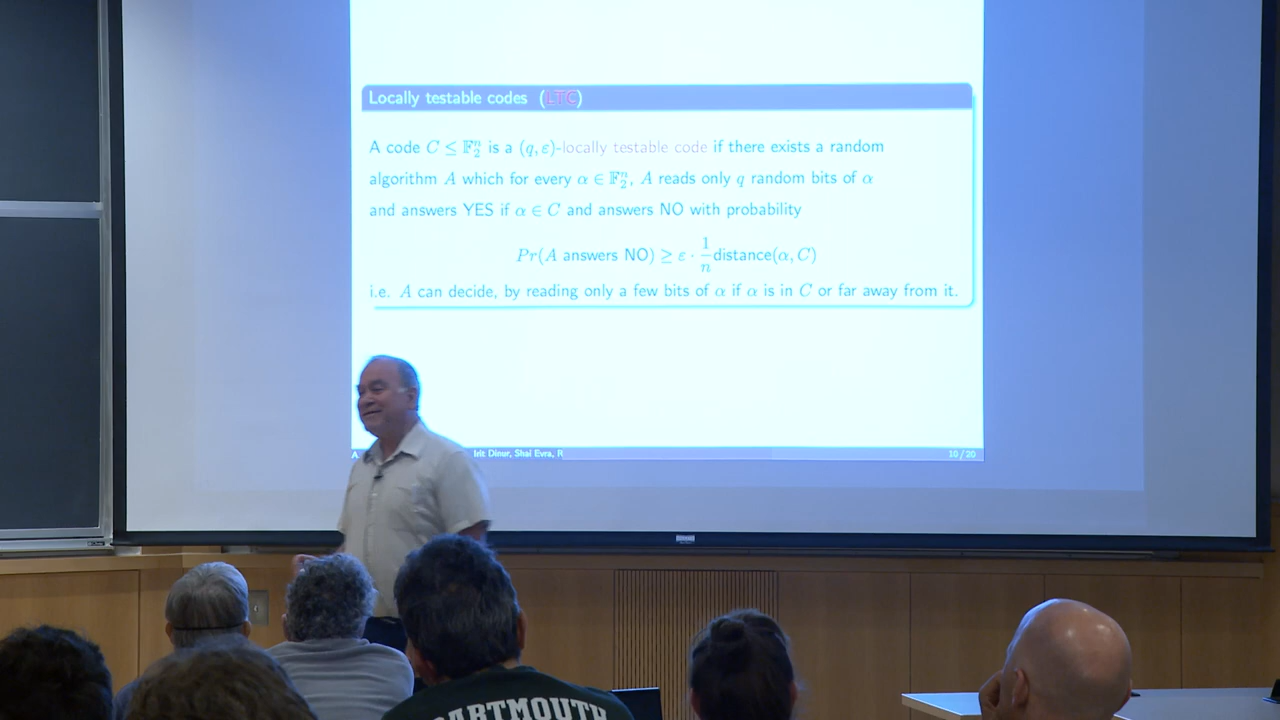 Locally testable codes (LTC)
A code C ≤ 𝔽₂ⁿ is a (q, ε)-locally testable code if there exists a random
algorithm A which for every α ∈ 𝔽₂ⁿ, A reads only q random bits of α
and answers YES if α ∈ C and answers NO with probability
Pr(A answers NO) ≥ ε · 1/n distance(α, C)
i.e. A can decide, by reading only a few bits of α if α is in C or far away from it.
A Irit Dinur, Shai Evra, R 10 / 20
DARTMOUTH